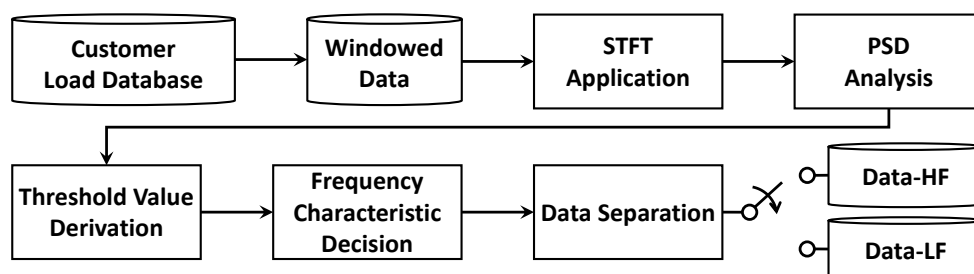 Customer
Load Database
Windowed
Data
STFT
Application
PSD
Analysis
Threshold Value
Derivation
Frequency
Characteristic
Decision
Data Separation
Data-HF
Data-LF